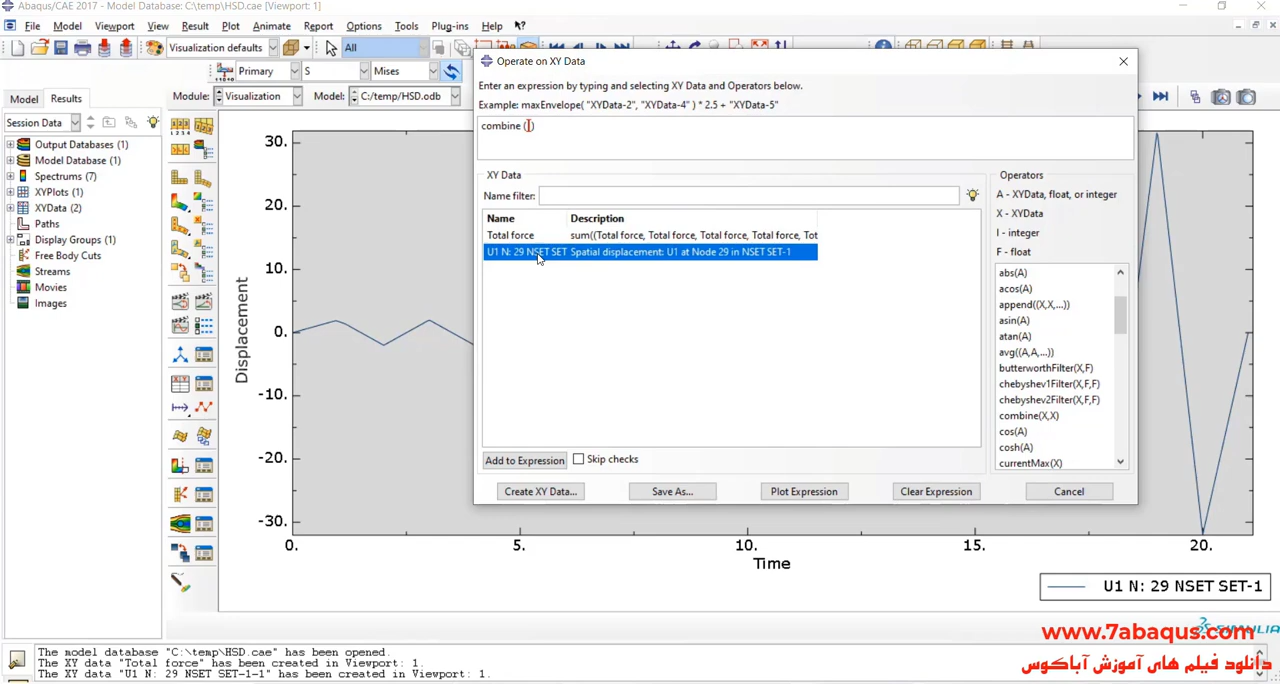 Abaqus/CAE 2017 - Model Database: C:\temp\HSD.cae [Viewport: 1]
File Model Viewport View Result Plot Animate Report Options Tools Plug-ins Help
Visualization defaults All
Primary S Mises
Model Results Module: Visualization Model: C:/temp/HSD.odb
Session Data
Output Databases (1)
Model Database (1)
Spectrums (7)
XYPlots (1)
XYData (2)
Paths
Display Groups (1)
Free Body Cuts
Streams
Movies
Images
Operate on XY Data
Enter an expression by typing and selecting XY Data and Operators below.
Example: maxEnvelope( "XYData-2", "XYData-4" ) * 2.5 + "XYData-5"
combine ()
XY Data
Name filter:
Name Description
Total force sum((Total force, Total force, Total force, Total force, Total force, Tot
U1 N: 29 NSET SET Spatial displacement: U1 at Node 29 in NSET SET-1
Add to Expression Skip checks
Operators
A - XYData, float, or integer
X - XYData
I - integer
F - float
abs(A)
acos(A)
append((X,X,...))
asin(A)
atan(A)
avg((A,A,...))
butterworthFilter(X,F)
chebyshev1Filter(X,F,F)
chebyshev2Filter(X,F,F)
combine(X,X)
cos(A)
cosh(A)
currentMax(X)
Create XY Data... Save As... Plot Expression Clear Expression Cancel
30.
20.
10.
0.
-10.
-20.
-30.
Displacement
0. 5. 10. 15. 20.
Time
U1 N: 29 NSET SET-1
SIMULIA
www.7abaqus.com
دانلود فیلم های آموزش آباکوس
The model database "C:\temp\HSD.cae" has been opened.
The XY data "Total force" has been created in Viewport: 1.
The XY data "U1 N: 29 NSET SET-1-1" has been created in Viewport: 1.